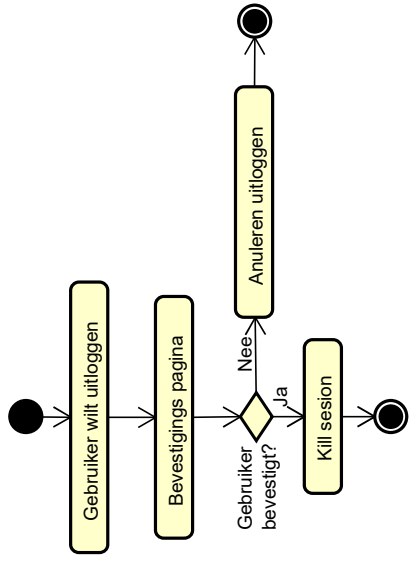 Gebruiker wilt uitloggen
Bevestigings pagina
Gebruiker
bevestigt?
Nee
Ja
Anuleren uitloggen
Kill sesion